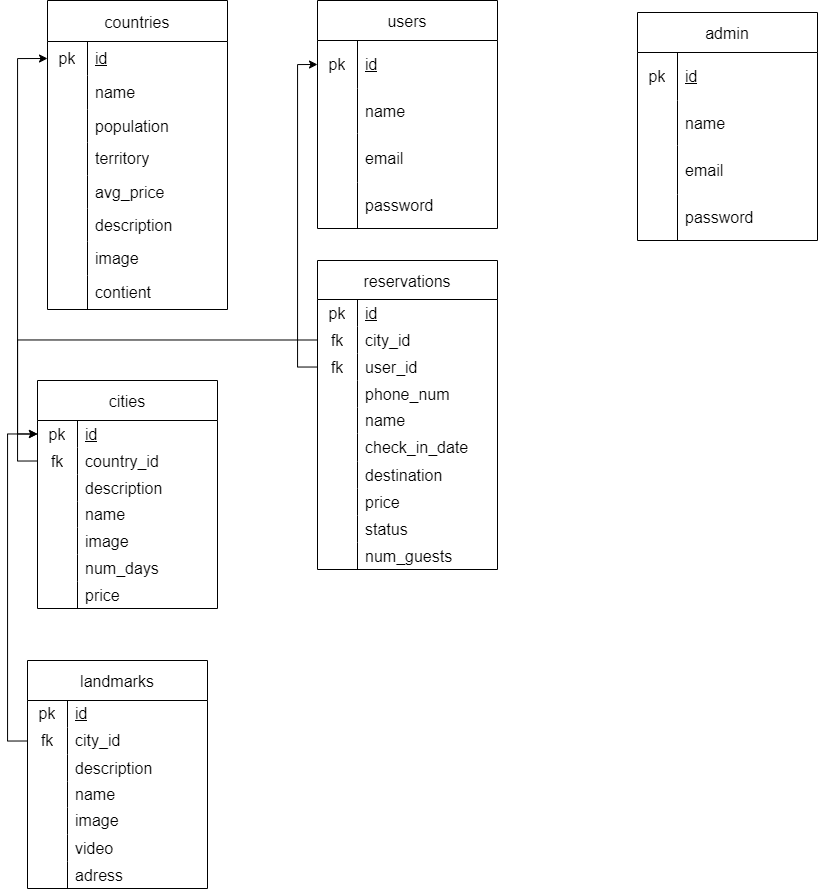 countries
pk id
name
population
territory
avg_price
description
image
contient
users
pk id
name
email
password
admin
pk id
name
email
password
reservations
pk id
fk city_id
fk user_id
phone_num
name
check_in_date
destination
price
status
num_guests
cities
pk id
fk country_id
description
name
image
num_days
price
landmarks
pk id
fk city_id
description
name
image
video
adress